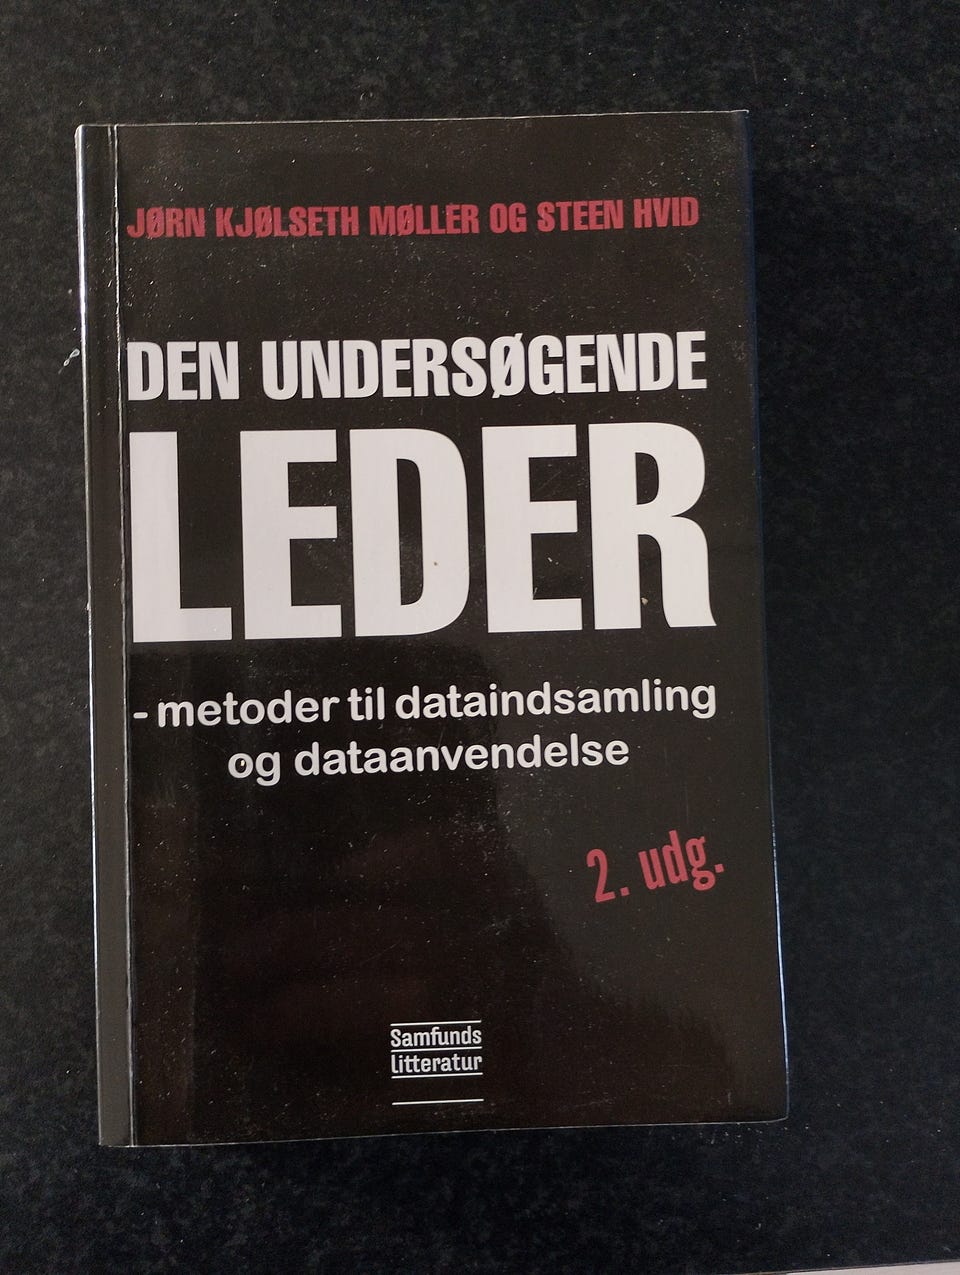 JØRN KJØLSETH MØLLER OG STEEN HVID
DEN UNDERSØGENDE
LEDER
- metoder til dataindsamling
og dataanvendelse
2. udg.
Samfunds
litteratur